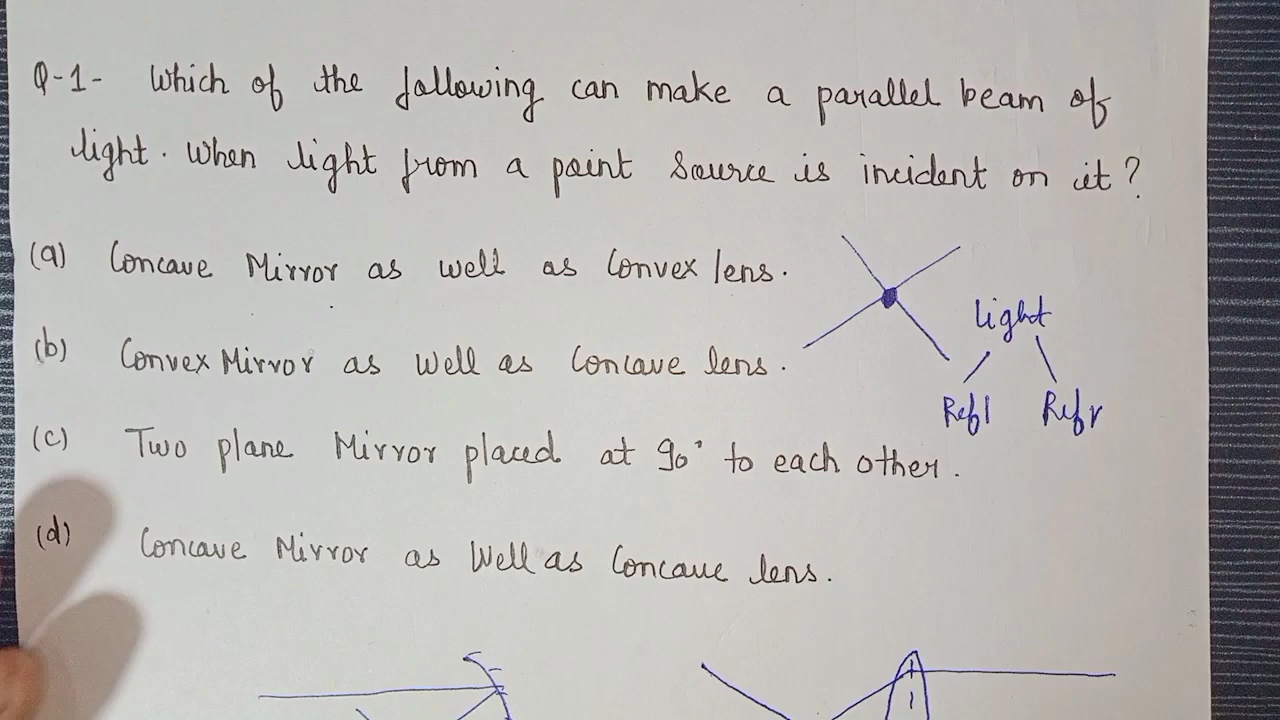 Q-1- Which of the following can make a parallel beam of
light. When light from a point source is incident on it?
(a) Concave Mirror as well as Convex lens.
(b) Convex Mirror as well as Concave lens.
(c) Two plane Mirror placed at 90° to each other.
(d) Concave Mirror as Well as Concave lens.
light
Refl Refr